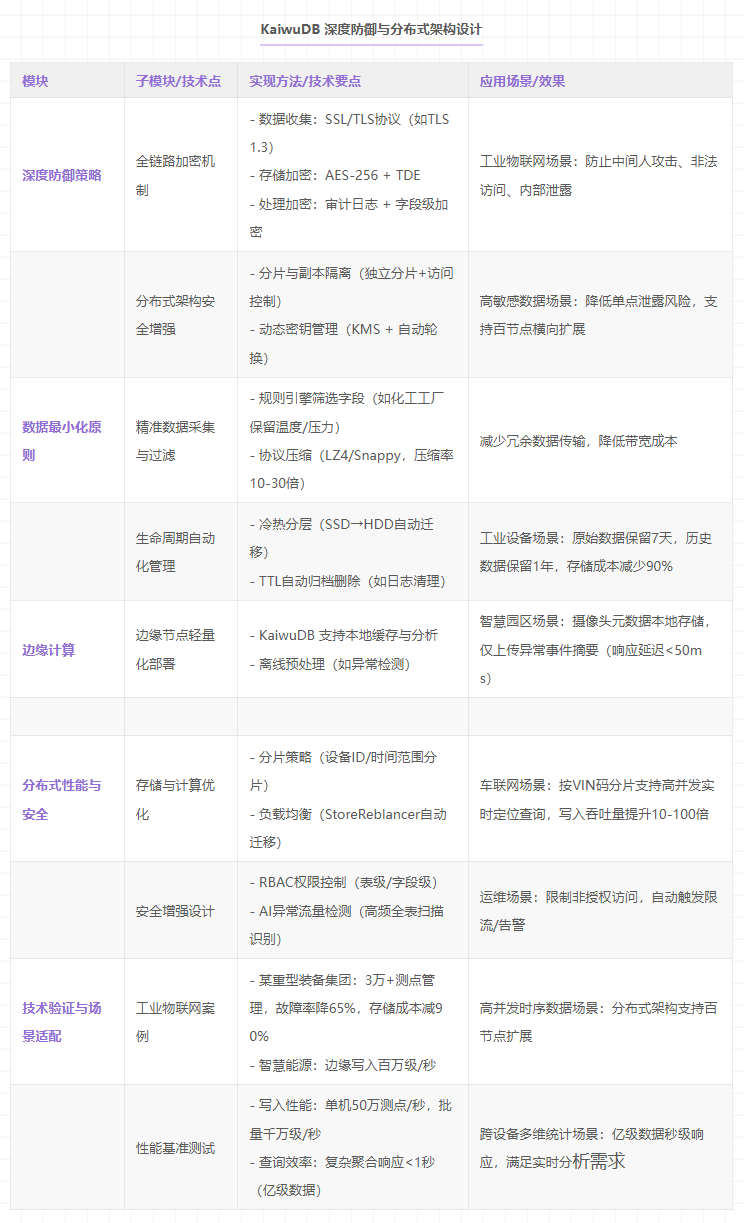 KaiwuDB 深度防御与分布式架构设计
模块 子模块/技术点 实现方法/技术要点 应用场景/效果
深度防御策略
全链路加密机
制
- 数据收集：SSL/TLS协议（如TLS
1.3）
- 存储加密：AES-256 + TDE
- 处理加密：审计日志 + 字段级加
密
工业物联网场景：防止中间人攻击、非法
访问、内部泄露
分布式架构安
全增强
- 分片与副本隔离（独立分片+访问
控制）
- 动态密钥管理（KMS + 自动轮
换）
高敏感数据场景：降低单点泄露风险，支
持百节点横向扩展
数据最小化原
则
精准数据采集
与过滤
- 规则引擎筛选字段（如化工工厂
保留温度/压力）
- 协议压缩（LZ4/Snappy，压缩率
10-30倍）
减少冗余数据传输，降低带宽成本
生命周期自动
化管理
- 冷热分层（SSD→HDD自动迁
移）
- TTL自动归档删除（如日志清理）
工业设备场景：原始数据保留7天，历史
数据保留1年，存储成本减少90%
边缘计算
边缘节点轻量
化部署
- KaiwuDB 支持本地缓存与分析
- 离线预处理（如异常检测）
智慧园区场景：摄像头元数据本地存储，
仅上传异常事件摘要（响应延迟<50m
s）
分布式性能与
安全
存储与计算优
化
- 分片策略（设备ID/时间范围分
片）
- 负载均衡（StoreReblancer自动
迁移）
车联网场景：按VIN码分片支持高并发实
时定位查询，写入吞吐量提升10-100倍
安全增强设计
- RBAC权限控制（表级/字段级）
- AI异常流量检测（高频全表扫描
识别）
运维场景：限制非授权访问，自动触发限
流/告警
技术验证与场
景适配
工业物联网案
例
- 某重型装备集团：3万+测点管
理，故障率降65%，存储成本减9
0%
- 智慧能源：边缘写入百万级/秒
高并发时序数据场景：分布式架构支持百
节点扩展
性能基准测试
- 写入性能：单机50万测点/秒，批
量千万级/秒
- 查询效率：复杂聚合响应<1秒
（亿级数据）
跨设备多维统计场景：亿级数据秒级响
应，满足实时分析需求